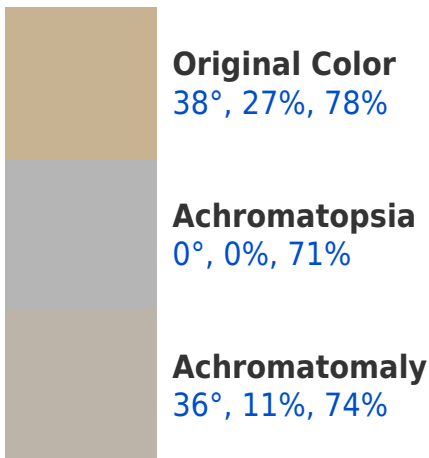 Original Color
38°, 27%, 78%
Achromatopsia
0°, 0%, 71%
Achromatomaly
36°, 11%, 74%